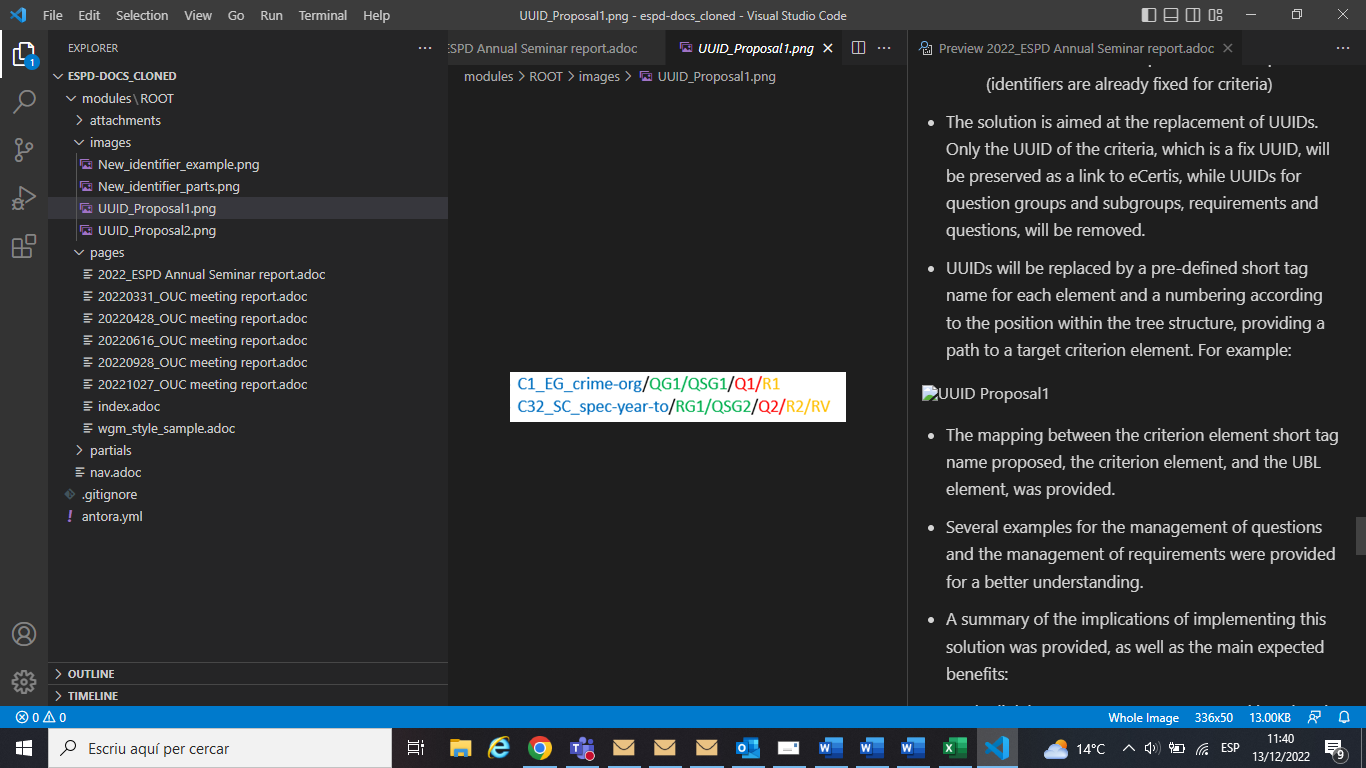 File Edit Selection View Go Run Terminal Help
UUID_Proposal1.png - espd-docs_cloned - Visual Studio Code
EXPLORER
ESPD-DOCS_CLONED
modules\ROOT
attachments
images
New_identifier_example.png
New_identifier_parts.png
UUID_Proposal1.png
UUID_Proposal2.png
pages
2022_ESPD Annual Seminar report.adoc
20220331_OUC meeting report.adoc
20220428_OUC meeting report.adoc
20220616_OUC meeting report.adoc
20220928_OUC meeting report.adoc
20221027_OUC meeting report.adoc
index.adoc
wgm_style_sample.adoc
partials
nav.adoc
.gitignore
antora.yml
OUTLINE
TIMELINE
ESPD Annual Seminar report.adoc
UUID_Proposal1.png
modules > ROOT > images > UUID_Proposal1.png
C1_EG_crime-org/QG1/QSG1/Q1/R1
C32_SC_spec-year-to/RG1/QSG2/Q2/R2/RV
Preview 2022_ESPD Annual Seminar report.adoc
(identifiers are already fixed for criteria)
• The solution is aimed at the replacement of UUIDs.
Only the UUID of the criteria, which is a fix UUID, will
be preserved as a link to eCertis, while UUIDs for
question groups and subgroups, requirements and
questions, will be removed.
• UUIDs will be replaced by a pre-defined short tag
name for each element and a numbering according
to the position within the tree structure, providing a
path to a target criterion element. For example:
UUID Proposal1
• The mapping between the criterion element short tag
name proposed, the criterion element, and the UBL
element, was provided.
• Several examples for the management of questions
and the management of requirements were provided
for a better understanding.
• A summary of the implications of implementing this
solution was provided, as well as the main expected
benefits:
0 0
Whole Image 336x50 13.00KB
Escriu aquí per cercar
14°C
ESP
11:40
13/12/2022
9
1